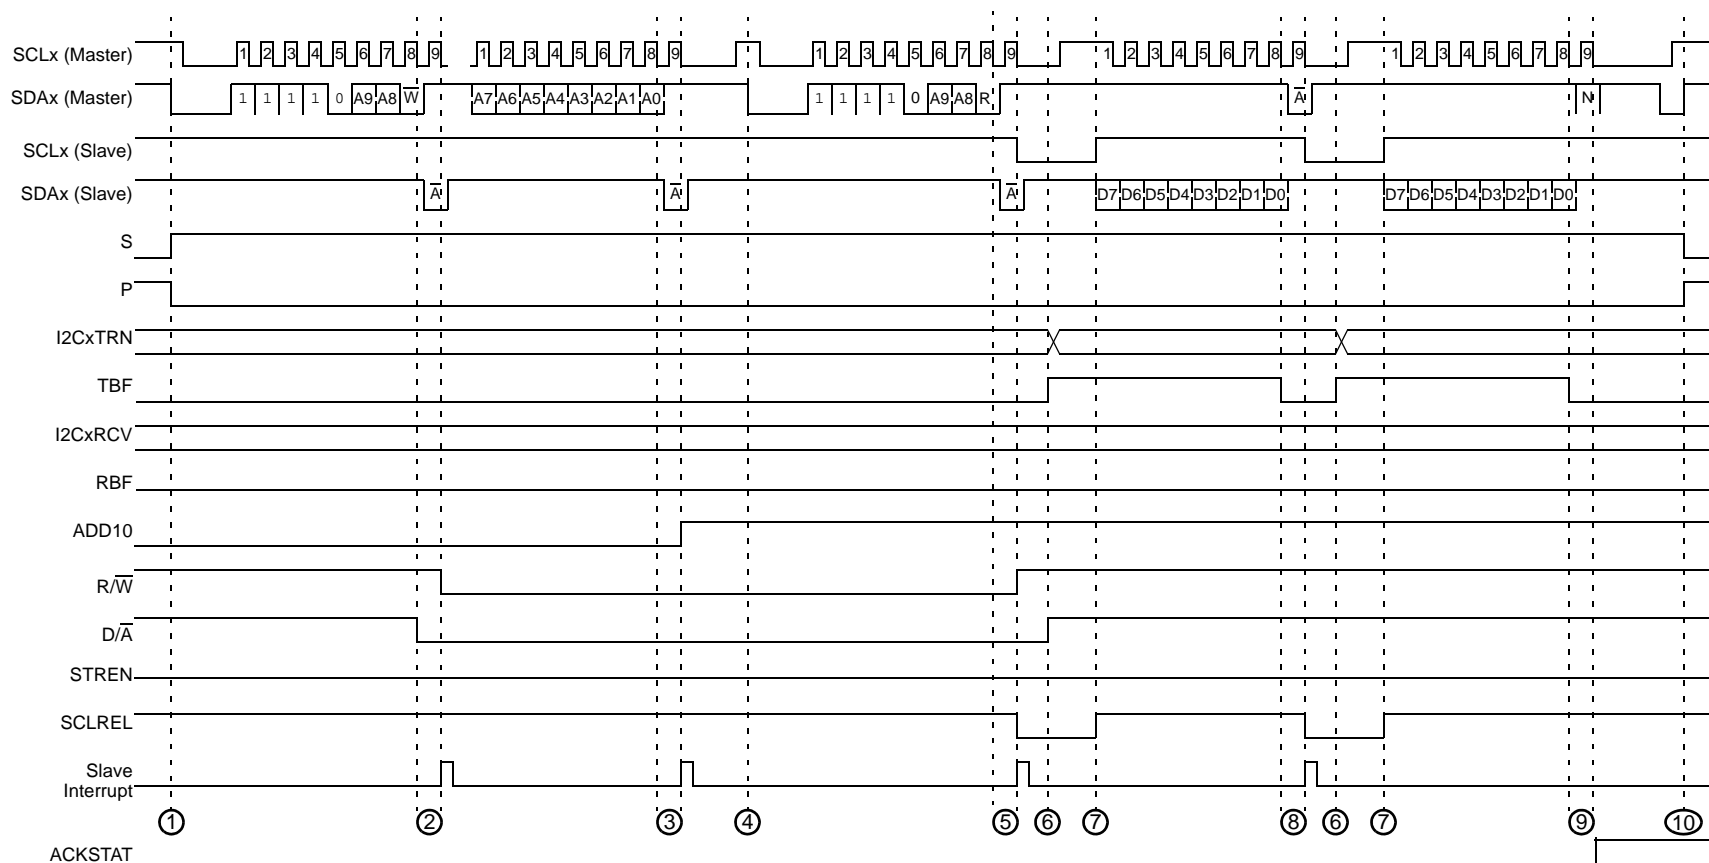 SCLx (Master) 1 2 3 4 5 6 7 8 9 1 2 3 4 5 6 7 8 9 1 2 3 4 5 6 7 8 9 1 2 3 4 5 6 7 8 9 1 2 3 4 5 6 7 8 9
SDAx (Master) 1 1 1 1 0 A9 A8 W̅ A7 A6 A5 A4 A3 A2 A1 A0 1 1 1 1 0 A9 A8 R A̅ N
SCLx (Slave)
SDAx (Slave) A̅ A̅ A̅ D7 D6 D5 D4 D3 D2 D1 D0 D7 D6 D5 D4 D3 D2 D1 D0
S
P
I2CxTRN
TBF
I2CxRCV
RBF
ADD10
R/W̅
D/A̅
STREN
SCLREL
Slave
Interrupt
1 2 3 4 5 6 7 8 6 7 9 10
ACKSTAT